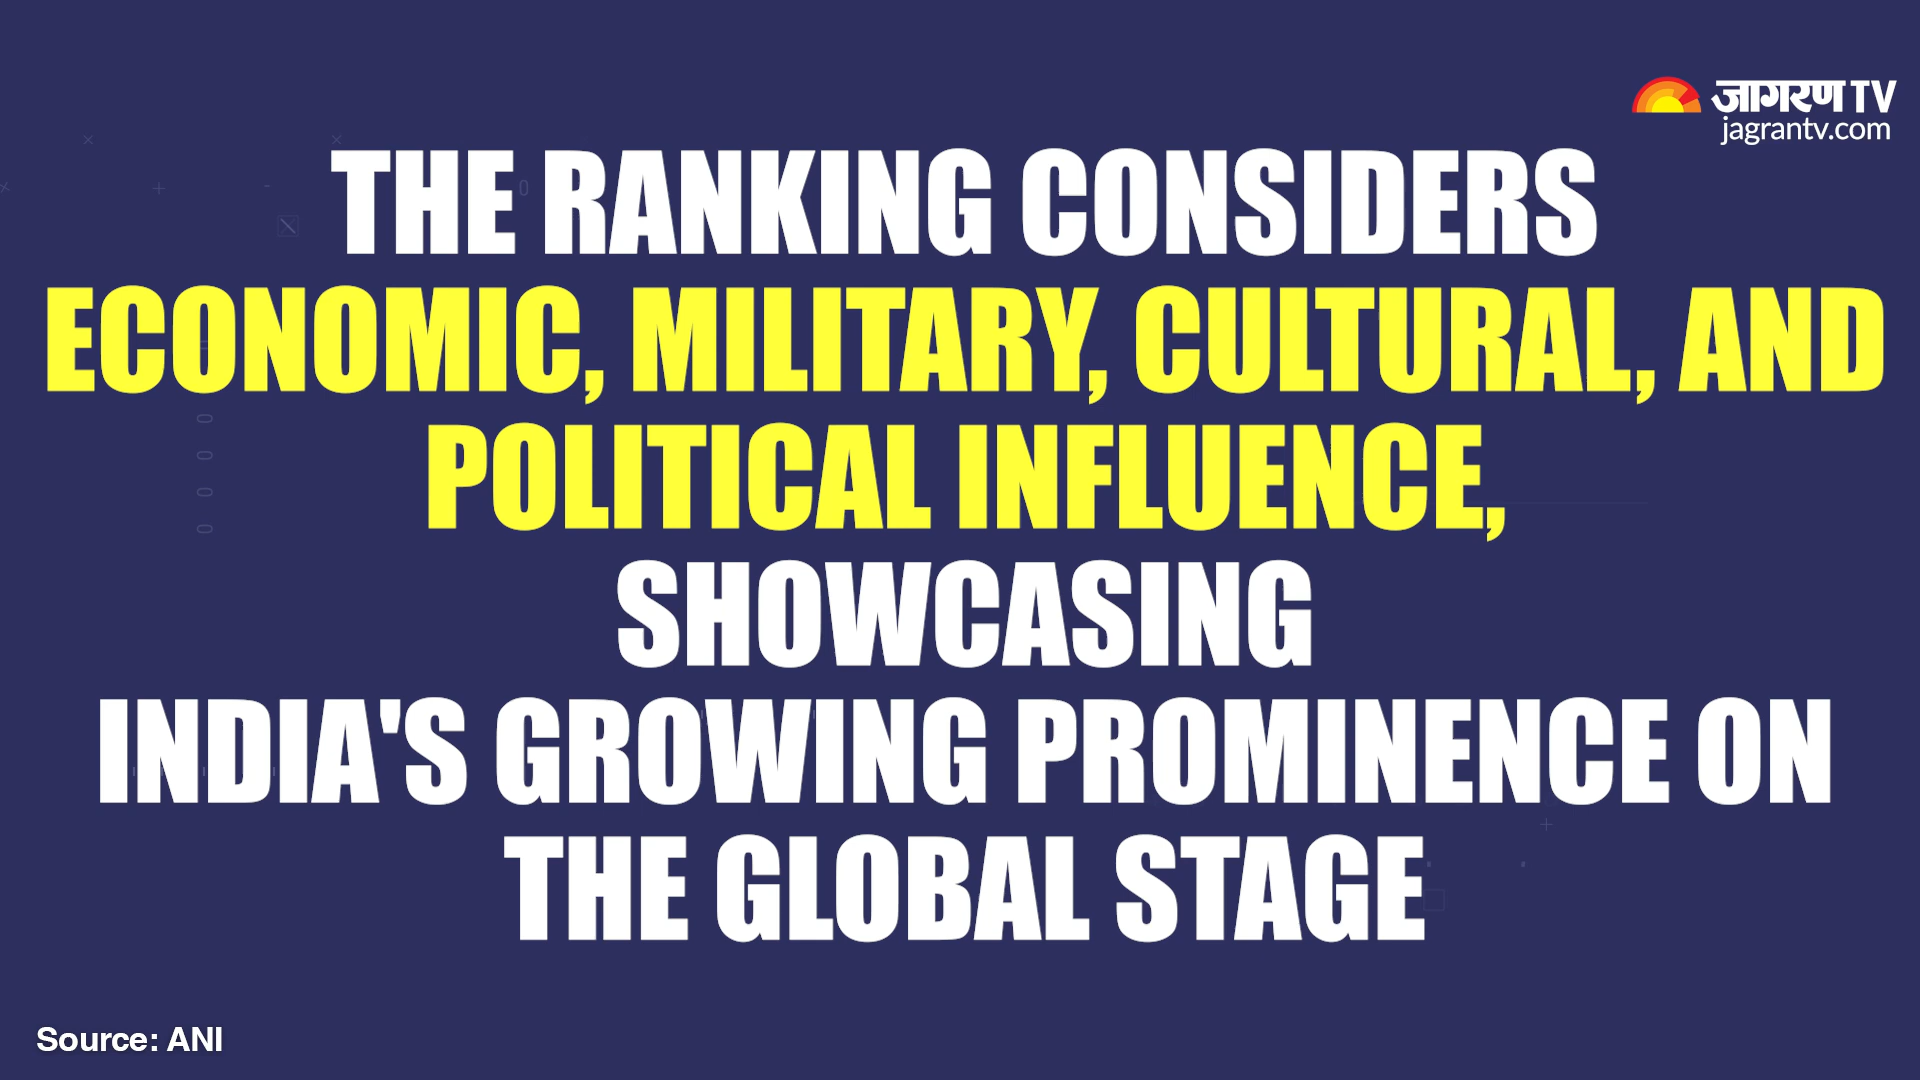 जागरण TV
jagrantv.com
THE RANKING CONSIDERS
ECONOMIC, MILITARY, CULTURAL, AND
POLITICAL INFLUENCE,
SHOWCASING
INDIA'S GROWING PROMINENCE ON
THE GLOBAL STAGE
Source: ANI